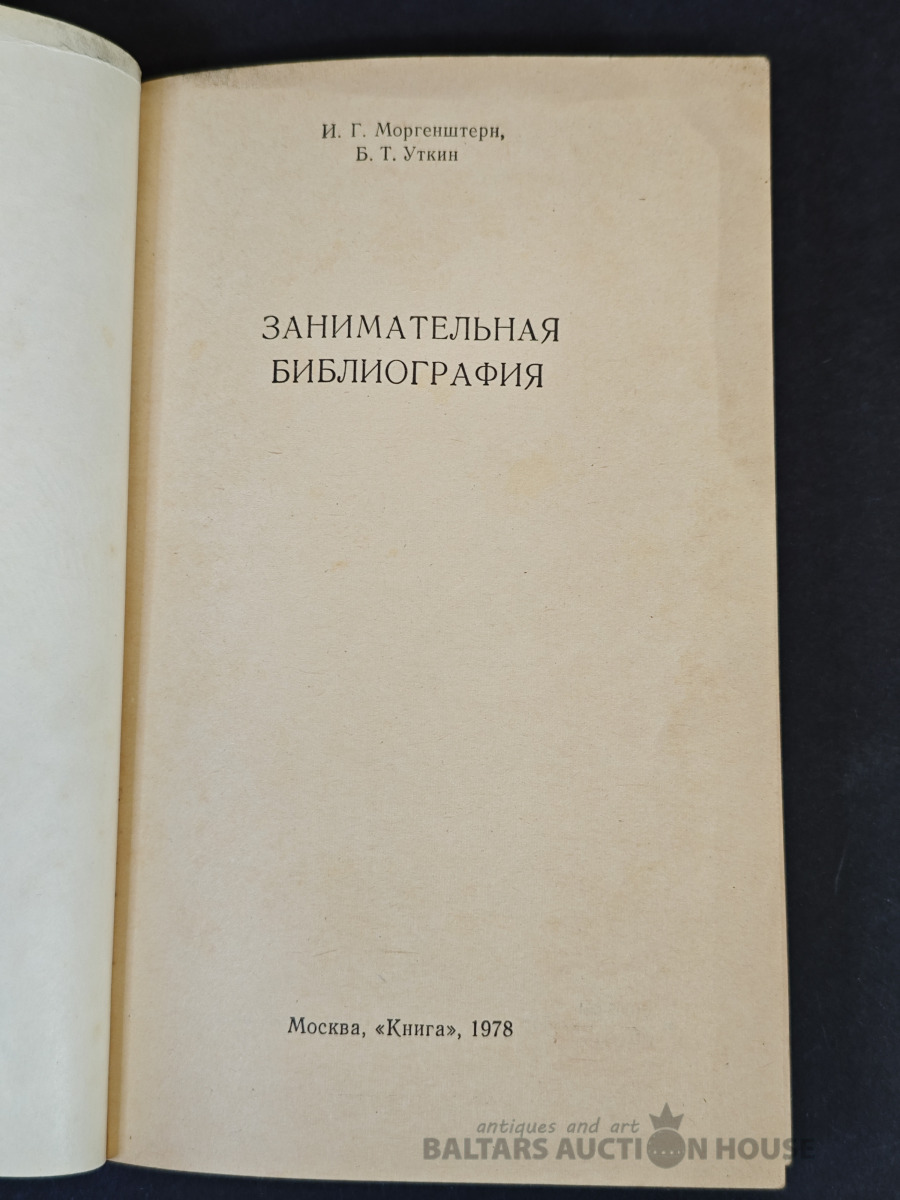 И. Г. Моргенштерн,
Б. Т. Уткин
ЗАНИМАТЕЛЬНАЯ
БИБЛИОГРАФИЯ
Москва, «Книга», 1978
antiques and art
BALTARS AUCTION HOUSE